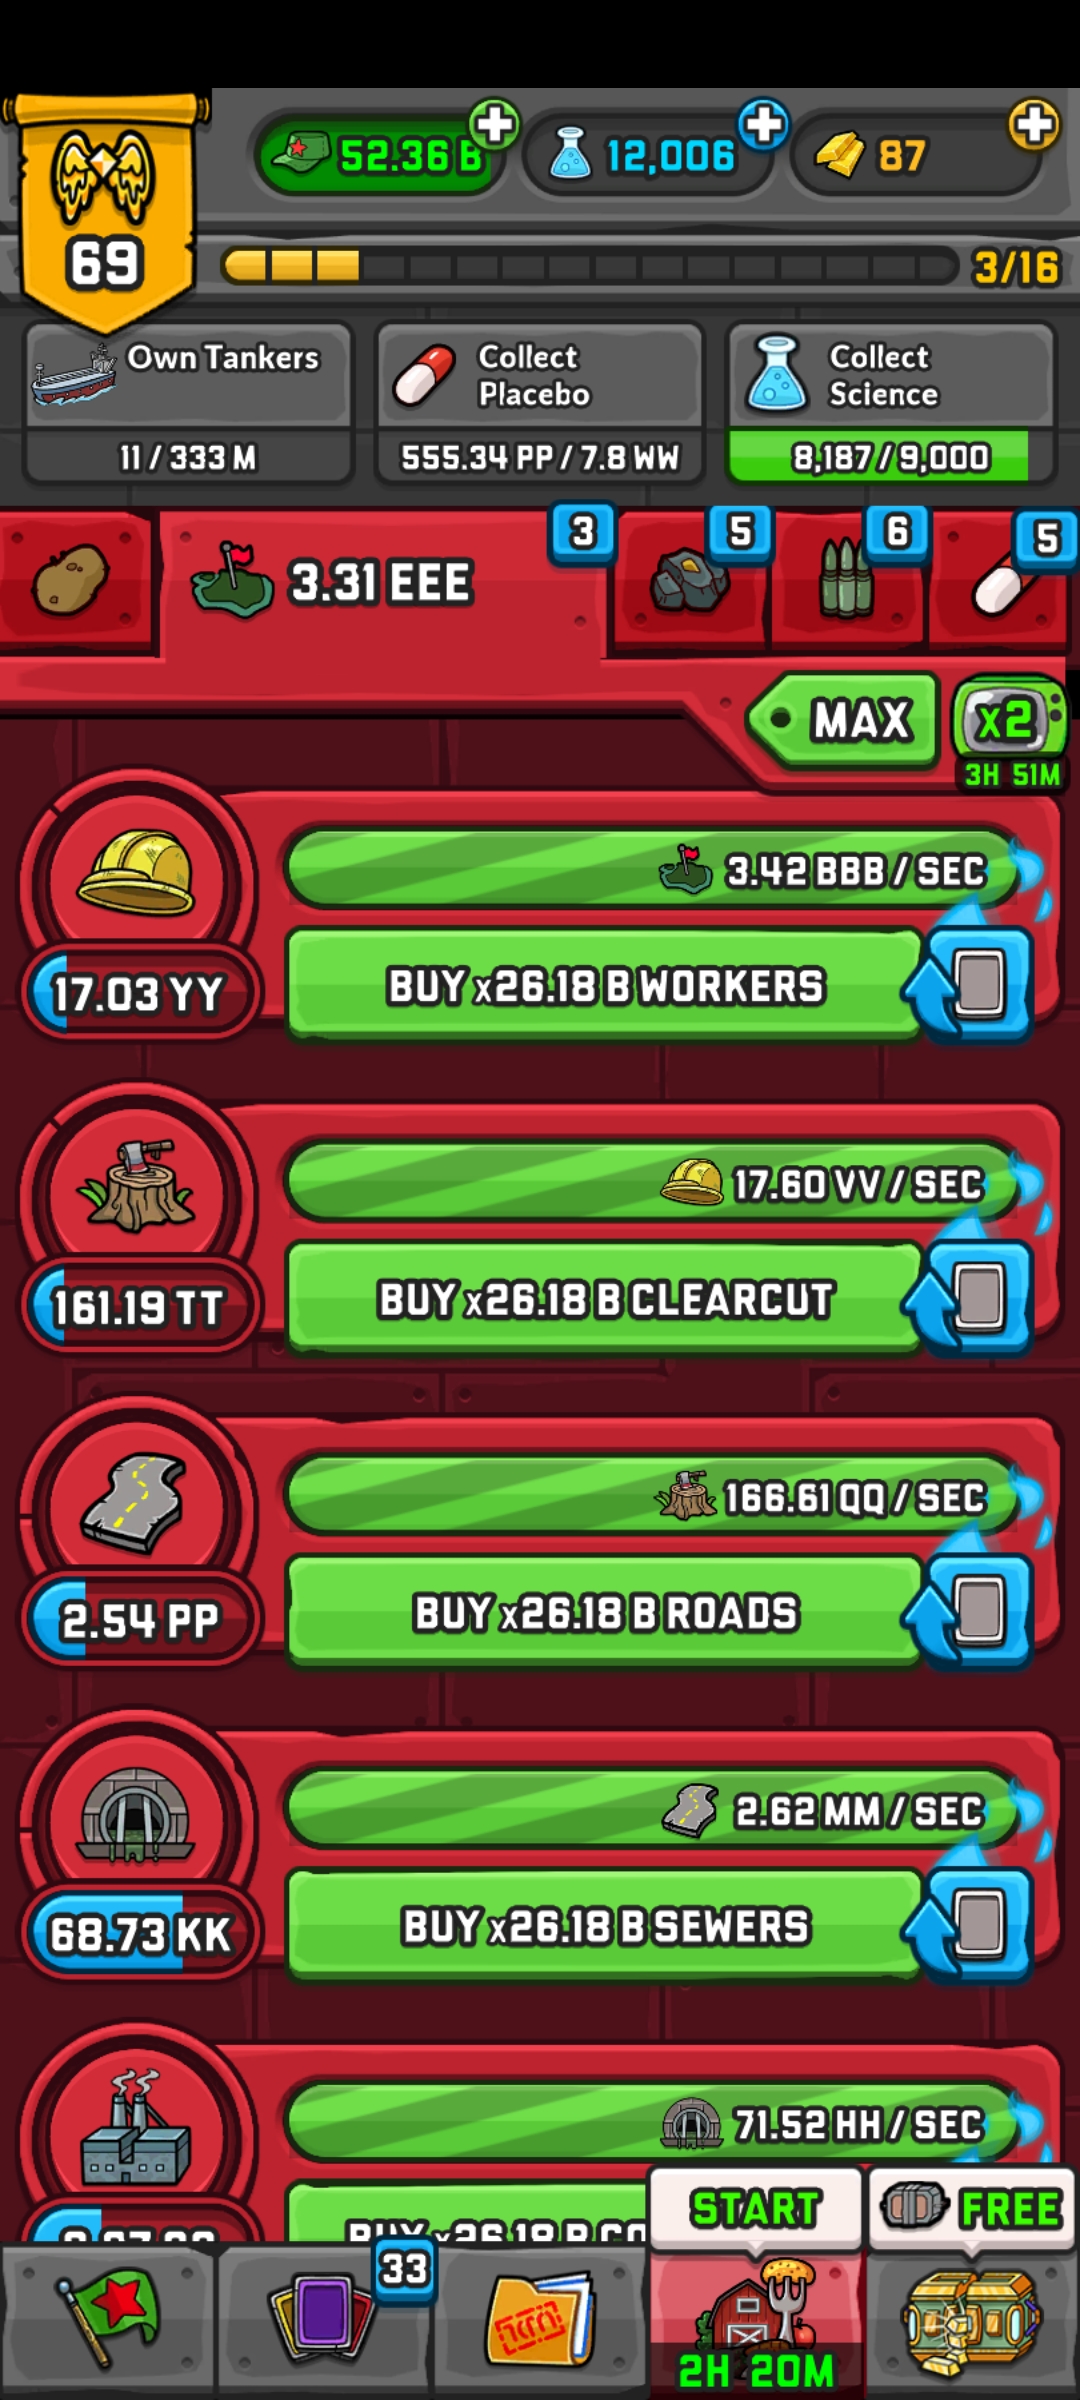 52.36 B
12,006
87
69
3/16
Own Tankers
11 / 333 M
Collect
Placebo
555.34 PP / 7.8 WW
Collect
Science
8,187 / 9,000
3.31 EEE
3
5
6
5
MAX
x2
3H 51M
3.42 BBB / SEC
17.03 YY
BUY x26.18 B WORKERS
17.60 VV / SEC
161.19 TT
BUY x26.18 B CLEARCUT
166.61 QQ / SEC
2.54 PP
BUY x26.18 B ROADS
2.62 MM / SEC
68.73 KK
BUY x26.18 B SEWERS
71.52 HH / SEC
BUY x26.18 B CO
START
FREE
33
2H 20M